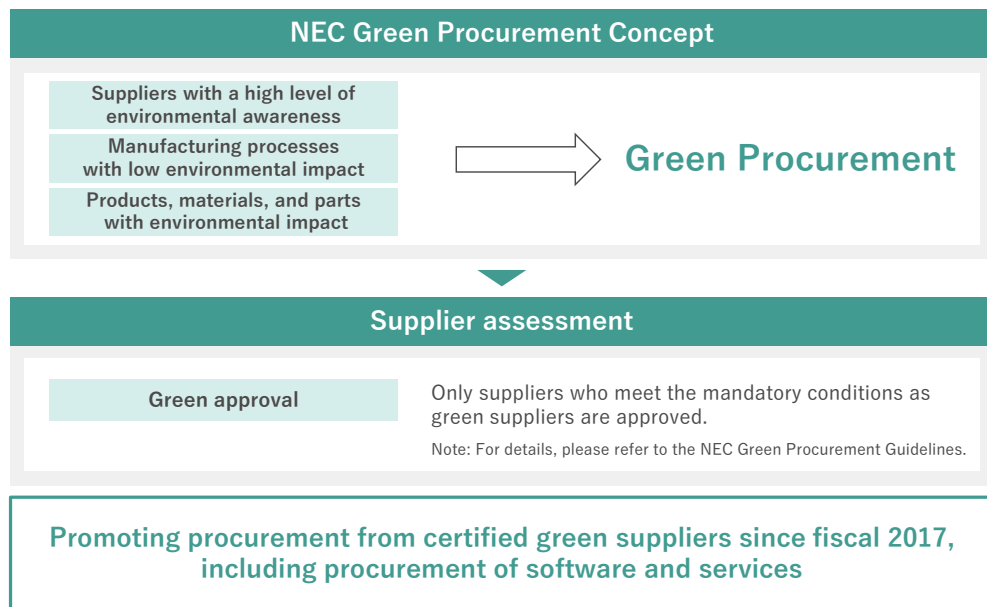 NEC Green Procurement Concept
Suppliers with a high level of
environmental awareness
Manufacturing processes
with low environmental impact
Products, materials, and parts
with environmental impact
Green Procurement
Supplier assessment
Green approval
Only suppliers who meet the mandatory conditions as
green suppliers are approved.
Note: For details, please refer to the NEC Green Procurement Guidelines.
Promoting procurement from certified green suppliers since fiscal 2017,
including procurement of software and services